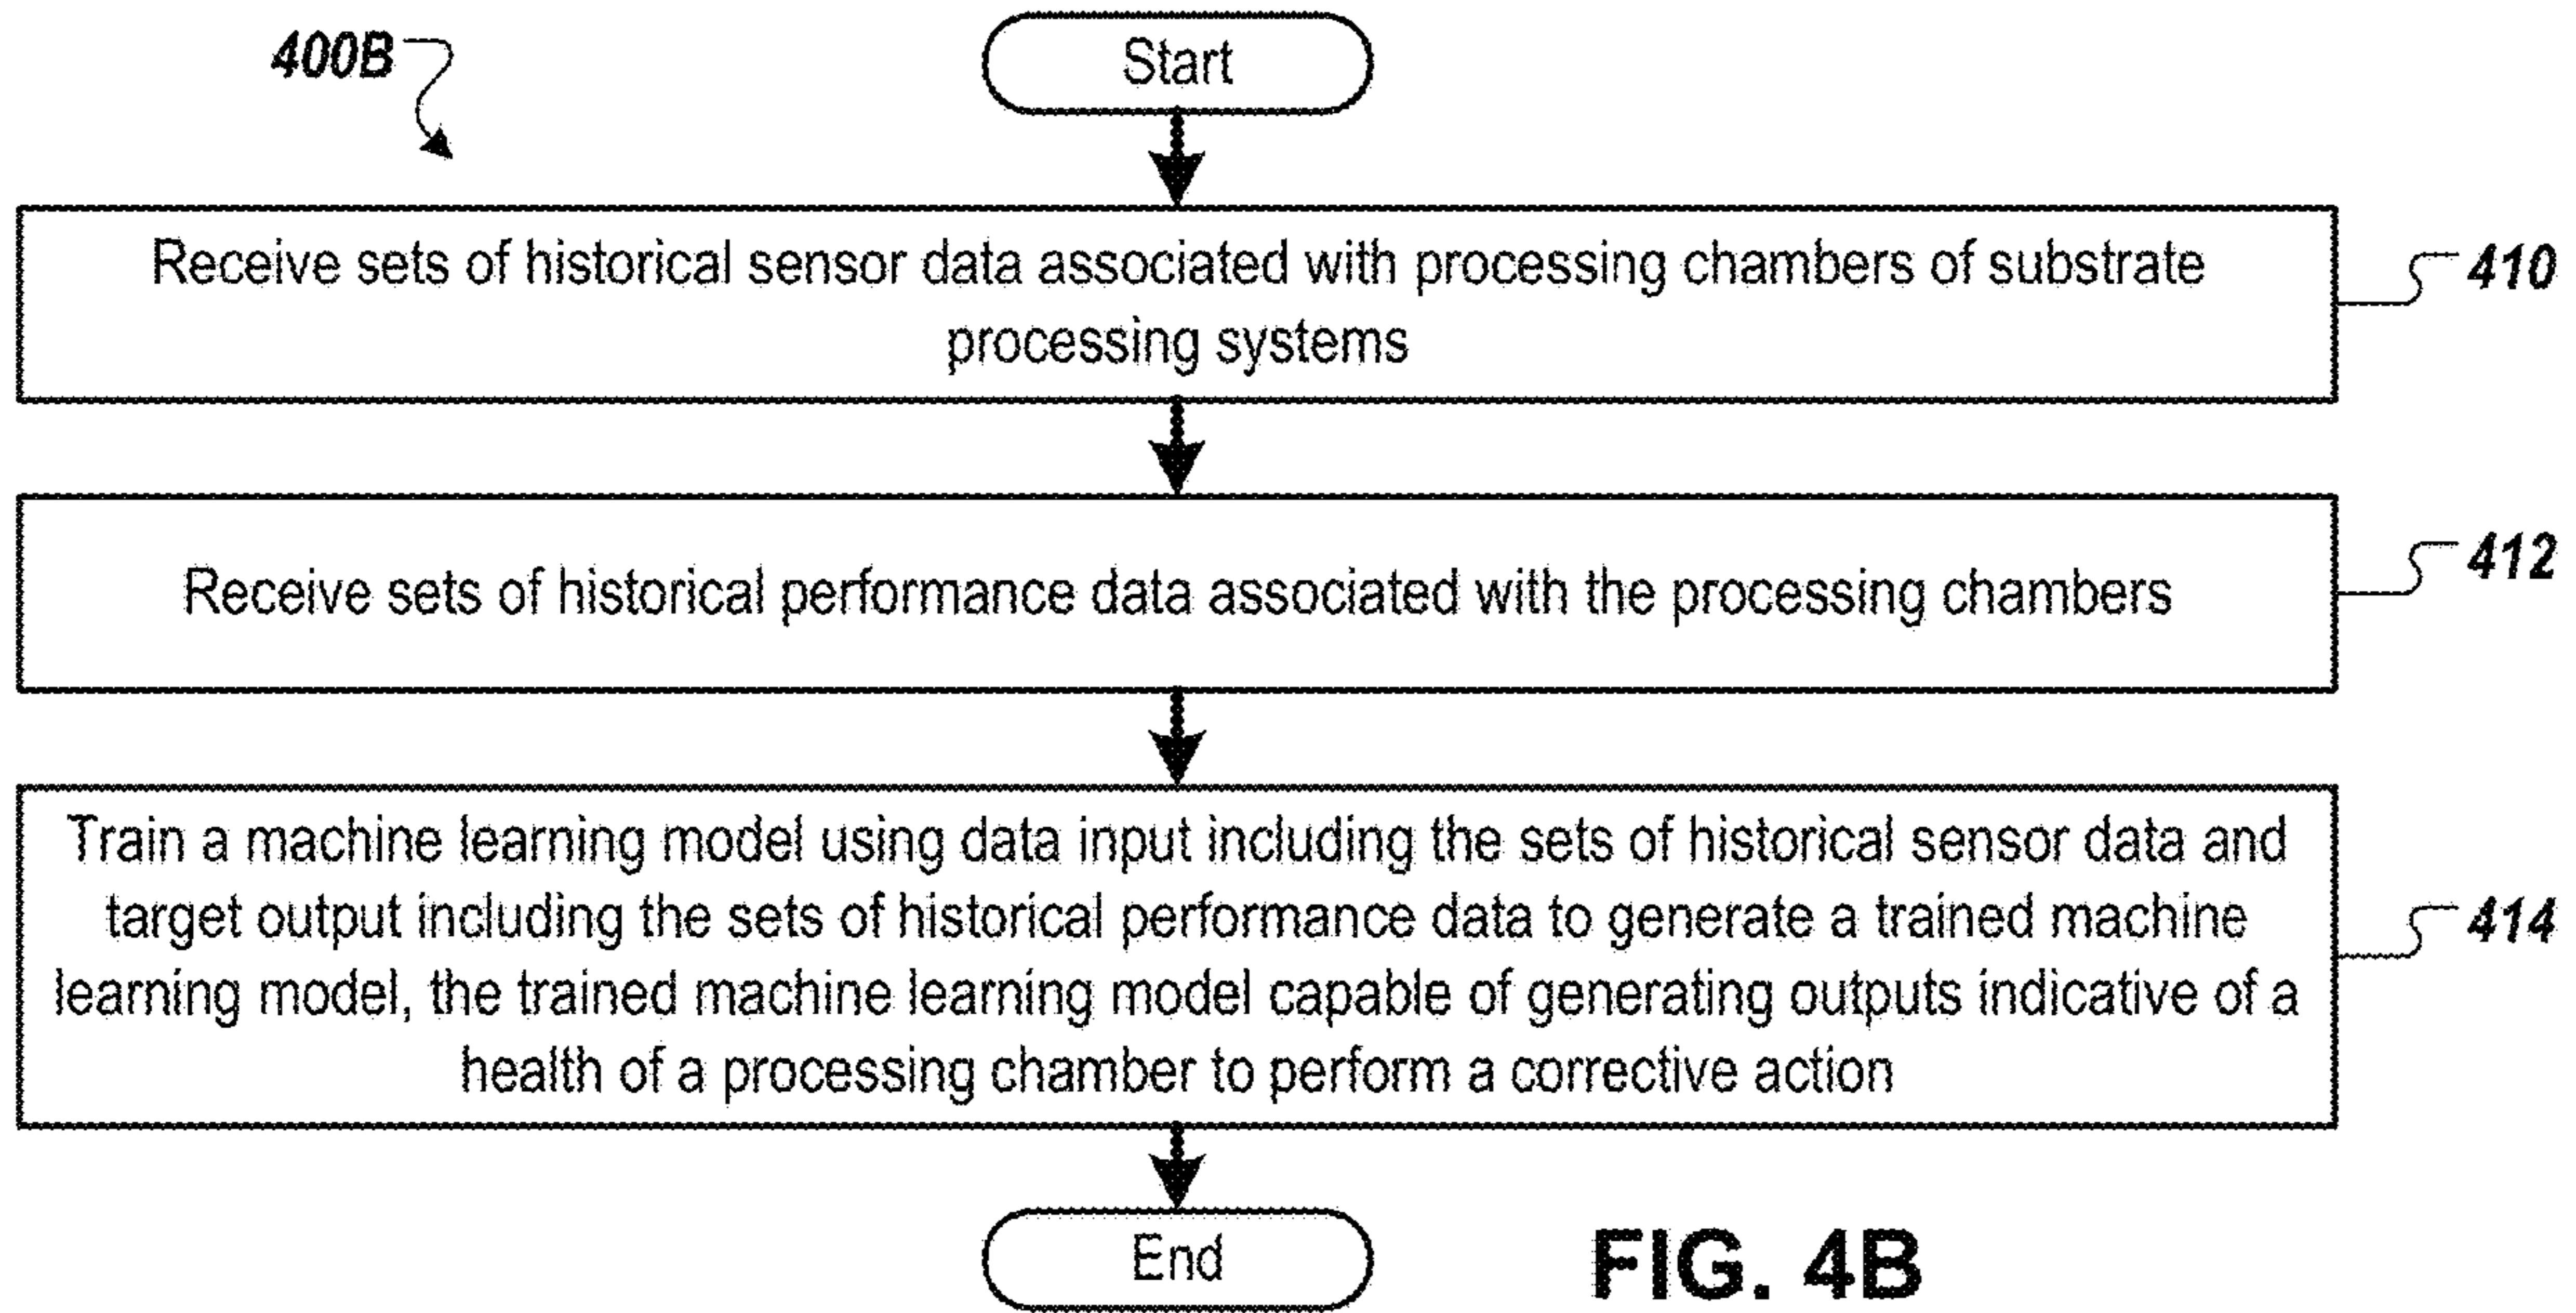 400B
Start
Receive sets of historical sensor data associated with processing chambers of substrate
processing systems
410
Receive sets of historical performance data associated with the processing chambers
412
Train a machine learning model using data input including the sets of historical sensor data and
target output including the sets of historical performance data to generate a trained machine
learning model, the trained machine learning model capable of generating outputs indicative of a
health of a processing chamber to perform a corrective action
414
End
FIG. 4B